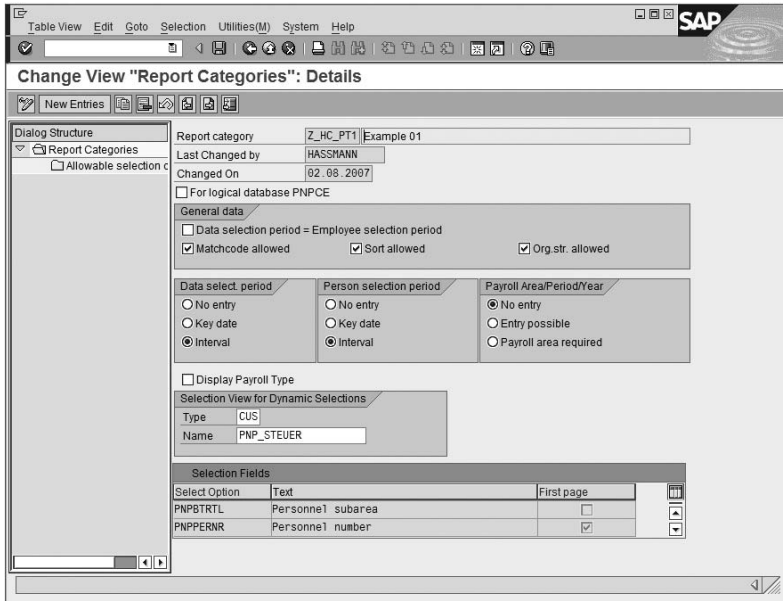 Table View Edit Goto Selection Utilities(M) System Help
SAP
Change View "Report Categories": Details
New Entries
Dialog Structure
Report Categories
Allowable selection c
Report category Z_HC_PT1 Example 01
Last Changed by HASSMANN
Changed On 02.08.2007
For logical database PNPCE
General data
Data selection period = Employee selection period
Matchcode allowed Sort allowed Org.str. allowed
Data select. period Person selection period Payroll Area/Period/Year
No entry No entry No entry
Key date Key date Entry possible
Interval Interval Payroll area required
Display Payroll Type
Selection View for Dynamic Selections
Type CUS
Name PNP_STEUER
Selection Fields
Select Option Text First page
PNPBTRTL Personnel subarea
PNPPERNR Personnel number